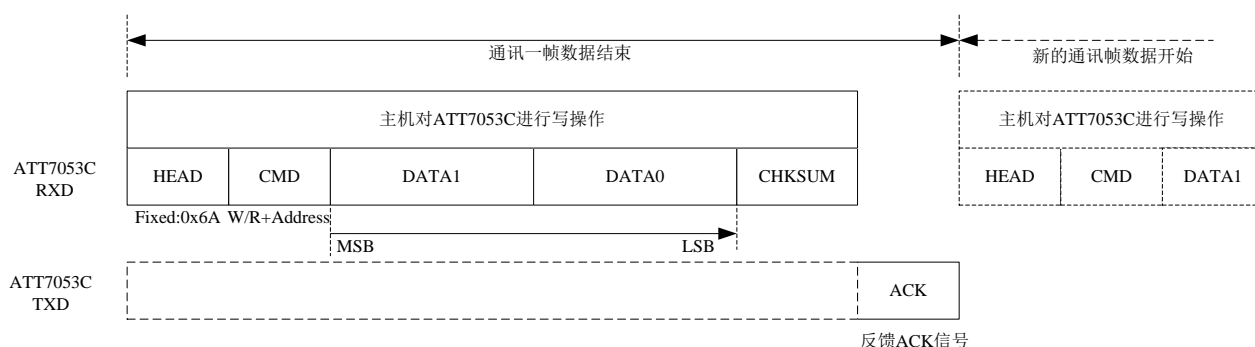 通讯一帧数据结束
新的通讯帧数据开始
主机对ATT7053C进行写操作
主机对ATT7053C进行写操作
ATT7053C
RXD
HEAD
CMD
DATA1
DATA0
CHKSUM
HEAD
CMD
DATA1
Fixed:0x6A
W/R+Address
MSB
LSB
ATT7053C
TXD
ACK
反馈ACK信号